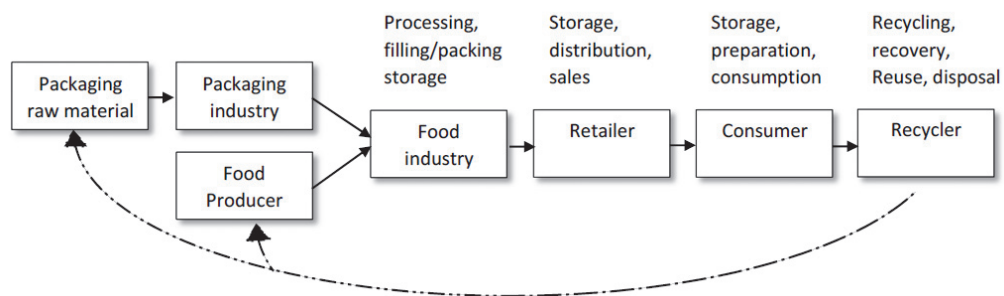 Processing,
filling/packing
storage
Storage,
distribution,
sales
Storage,
preparation,
consumption
Recycling,
recovery,
Reuse, disposal
Packaging
raw material
Packaging
industry
Food
Producer
Food
industry
Retailer
Consumer
Recycler